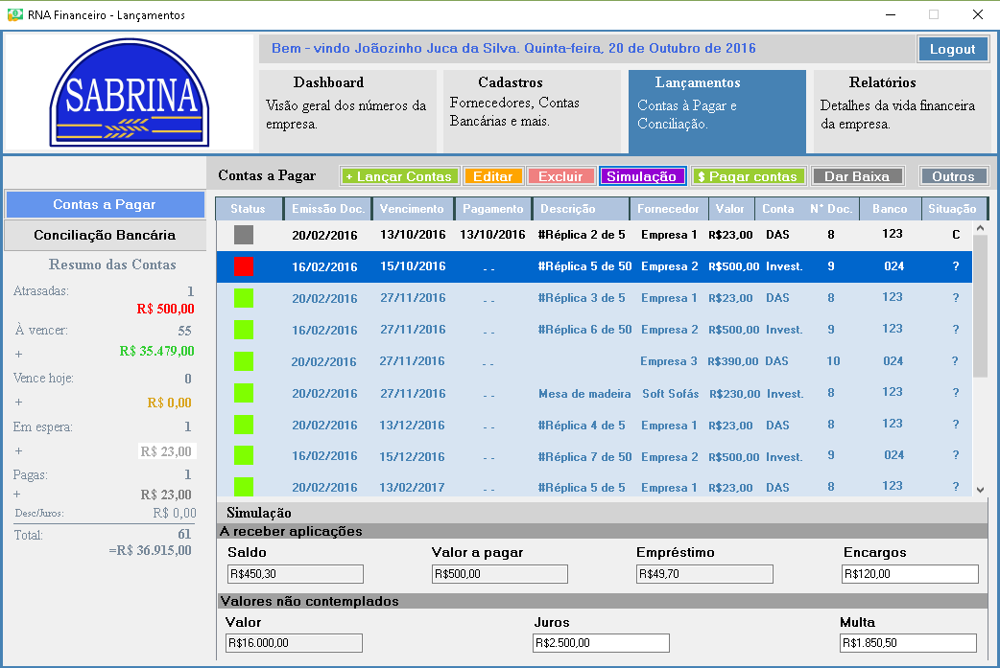 RNA Financeiro - Lançamentos
SABRINA
Bem - vindo Joãozinho Juca da Silva. Quinta-feira, 20 de Outubro de 2016
Logout
Dashboard
Visão geral dos números da
empresa.
Cadastros
Fornecedores, Contas
Bancárias e mais.
Lançamentos
Contas à Pagar e
Conciliação.
Relatórios
Detalhes da vida financeira
da empresa.
Contas a Pagar
Conciliação Bancária
Resumo das Contas
Atrasadas: 1
R$ 500,00
À vencer: 55
+ R$ 35.479,00
Vence hoje: 0
+ R$ 0,00
Em espera: 1
+ R$ 23,00
Pagas: 1
+ R$ 23,00
Desc/Juros: R$ 0,00
Total: 61
=R$ 36.915,00
Contas a Pagar + Lançar Contas Editar Excluir Simulação $ Pagar contas Dar Baixa Outros
Status Emissão Doc. Vencimento Pagamento Descrição Fornecedor Valor Conta N° Doc. Banco Situação
20/02/2016 13/10/2016 13/10/2016 #Réplica 2 de 5 Empresa 1 R$23,00 DAS 8 123 C
16/02/2016 15/10/2016 - - #Réplica 5 de 50 Empresa 2 R$500,00 Invest. 9 024 ?
20/02/2016 27/11/2016 - - #Réplica 3 de 5 Empresa 1 R$23,00 DAS 8 123 ?
16/02/2016 27/11/2016 - - #Réplica 6 de 50 Empresa 2 R$500,00 Invest. 9 123 ?
20/02/2016 27/11/2016 - - Empresa 3 R$390,00 DAS 10 024 ?
20/02/2016 27/11/2016 - - Mesa de madeira Soft Sofás R$230,00 Invest. 8 123 ?
20/02/2016 13/12/2016 - - #Réplica 4 de 5 Empresa 1 R$23,00 DAS 8 123 ?
16/02/2016 15/12/2016 - - #Réplica 7 de 50 Empresa 2 R$500,00 Invest. 9 024 ?
20/02/2016 13/02/2017 - - #Réplica 5 de 5 Empresa 1 R$23,00 DAS 8 123 ?
Simulação
A receber aplicações
Saldo Valor a pagar Empréstimo Encargos
R$450,30 R$500,00 R$49,70 R$120,00
Valores não contemplados
Valor Juros Multa
R$16.000,00 R$2.500,00 R$1.850,50